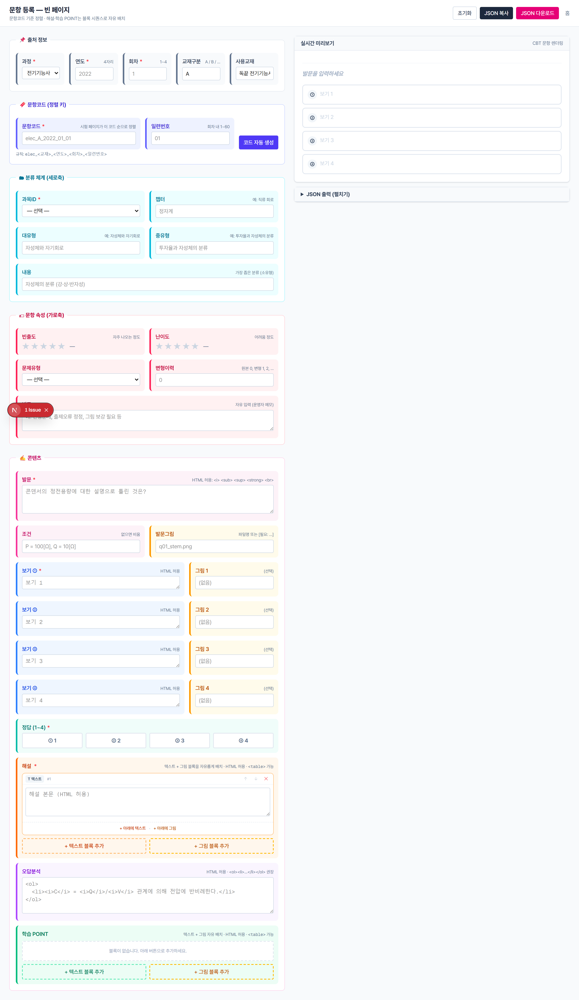 문항 등록 — 빈 페이지
문항코드 기준 정렬 · 해설·학습 POINT는 블록 시퀀스로 자유 배치
초기화
JSON 복사
JSON 다운로드
홈
📌 출처 정보
과정 *
전기기능사
연도 * 4자리
2022
회차 * 1~4
1
교재구분 A / B / ...
A
사용교재
독끝 전기기능사
문항코드 (정렬 키)
문항코드 * 시험 페이지가 이 코드 순으로 정렬
elec_A_2022_01_01
일련번호 회차 내 1~60
01
코드 자동 생성
규칙: elec_<교재>_<연도>_<회차>_<일련번호>
분류 체계 (세로축)
과목ID *
— 선택 —
챕터 예: 직류 회로
정자계
대유형 예: 자성체와 자기회로
자성체와 자기회로
중유형 예: 투자율과 자성체의 분류
투자율과 자성체의 분류
내용 가장 좁은 분류 (소유형)
자성체의 분류 (강·상·반자성)
문항 속성 (가로축)
빈출도 자주 나오는 정도
★★★★★ —
난이도 어려움 정도
★★★★★ —
문제유형
— 선택 —
변형이력 원본 0, 변형 1, 2, ...
0
자유 입력 (운영자 메모)
출제오류 정정, 그림 보강 필요 등
N 1 Issue ×
✍ 콘텐츠
발문 * HTML 허용: <i> <sub> <sup> <strong> <br>
콘덴서의 정전용량에 대한 설명으로 틀린 것은?
조건 없으면 비움
P = 100[Ω], Q = 10[Ω]
발문그림 파일명 또는 [필요: ...]
q01_stem.png
보기 ① * HTML 허용
보기 1
그림 1 (선택)
(없음)
보기 ② HTML 허용
보기 2
그림 2 (선택)
(없음)
보기 ③ HTML 허용
보기 3
그림 3 (선택)
(없음)
보기 ④ HTML 허용
보기 4
그림 4 (선택)
(없음)
정답 (1~4) *
① 1
② 2
③ 3
④ 4
해설 * 텍스트 + 그림 블록을 자유롭게 배치 · HTML 허용 · <table> 가능
T 텍스트 #1 ↑ ↓ ×
해설 본문 (HTML 허용)
+ 아래에 텍스트 · + 아래에 그림
+ 텍스트 블록 추가
+ 그림 블록 추가
오답분석 HTML 허용 · <ol><li>...</li></ol> 권장
<ol>
<li><i>C</i> = <i>Q</i>/<i>V</i> 관계에 의해 전압에 반비례한다.</li>
</ol>
학습 POINT 텍스트 + 그림 자유 배치 · HTML 허용 · <table> 가능
블록이 없습니다. 아래 버튼으로 추가하세요.
+ 텍스트 블록 추가
+ 그림 블록 추가
실시간 미리보기 CBT 문항 렌더링
발문을 입력하세요
① 보기 1
② 보기 2
③ 보기 3
④ 보기 4
▶ JSON 출력 (펼치기)